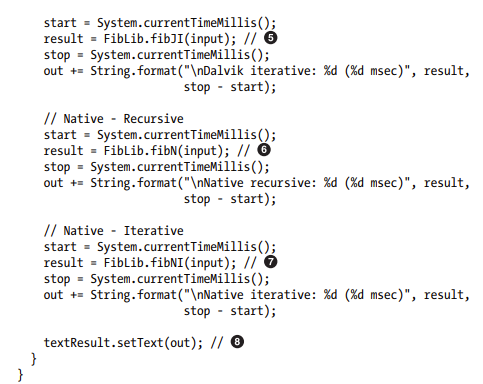 start = System.currentTimeMillis();
result = FibLib.fibJI(input); // ❺
stop = System.currentTimeMillis();
out += String.format("\nDalvik iterative: %d (%d msec)", result,
stop - start);
// Native - Recursive
start = System.currentTimeMillis();
result = FibLib.fibN(input); // ❻
stop = System.currentTimeMillis();
out += String.format("\nNative recursive: %d (%d msec)", result,
stop - start);
// Native - Iterative
start = System.currentTimeMillis();
result = FibLib.fibNI(input); // ❼
stop = System.currentTimeMillis();
out += String.format("\nNative iterative: %d (%d msec)", result,
stop - start);
textResult.setText(out); // ❽
}
}